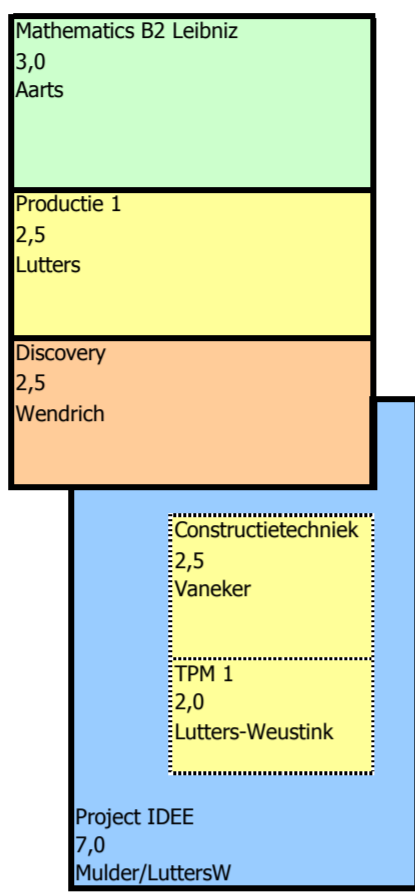 Mathematics B2 Leibniz
3,0
Aarts
Productie 1
2,5
Lutters
Discovery
2,5
Wendrich
Constructietechniek
2,5
Vaneker
TPM 1
2,0
Lutters-Weustink
Project IDEE
7,0
Mulder/LuttersW